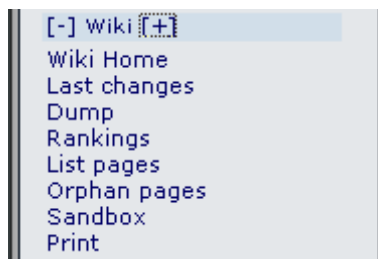 [-] Wiki [+]
Wiki Home
Last changes
Dump
Rankings
List pages
Orphan pages
Sandbox
Print